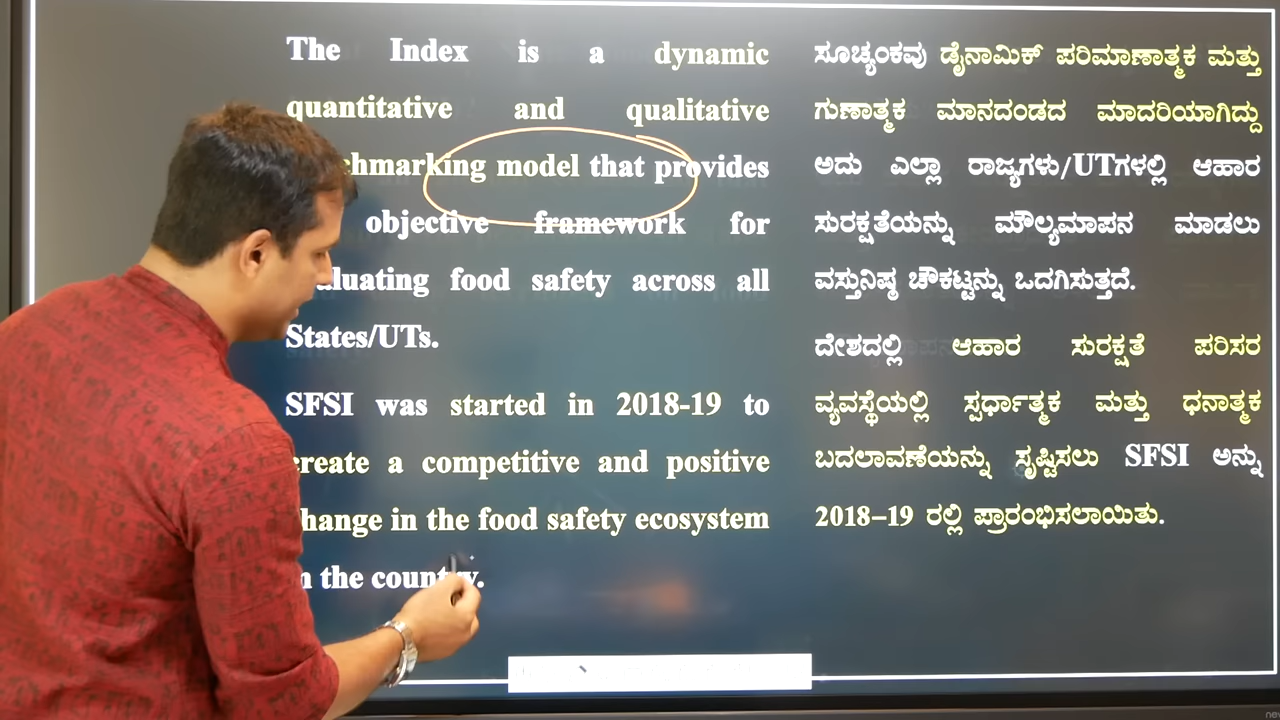 The Index is a dynamic
quantitative and qualitative
chmarking model that provides
objective framework for
luating food safety across all
States/UTs.
SFSI was started in 2018-19 to
create a competitive and positive
change in the food safety ecosystem
the country.
ಸೂಚ್ಯಂಕವು ಡೈನಾಮಿಕ್ ಪರಿಮಾಣಾತ್ಮಕ ಮತ್ತು
ಗುಣಾತ್ಮಕ ಮಾನದಂಡದ ಮಾದರಿಯಾಗಿದ್ದು
ಅದು ಎಲ್ಲಾ ರಾಜ್ಯಗಳು/UTಗಳಲ್ಲಿ ಆಹಾರ
ಸುರಕ್ಷತೆಯನ್ನು ಮೌಲ್ಯಮಾಪನ ಮಾಡಲು
ವಸ್ತುನಿಷ್ಠ ಚೌಕಟ್ಟನ್ನು ಒದಗಿಸುತ್ತದೆ.
ದೇಶದಲ್ಲಿ ಆಹಾರ ಸುರಕ್ಷತೆ ಪರಿಸರ
ವ್ಯವಸ್ಥೆಯಲ್ಲಿ ಸ್ಪರ್ಧಾತ್ಮಕ ಮತ್ತು ಧನಾತ್ಮಕ
ಬದಲಾವಣೆಯನ್ನು ಸೃಷ್ಟಿಸಲು SFSI ಅನ್ನು
2018–19 ರಲ್ಲಿ ಪ್ರಾರಂಭಿಸಲಾಯಿತು.